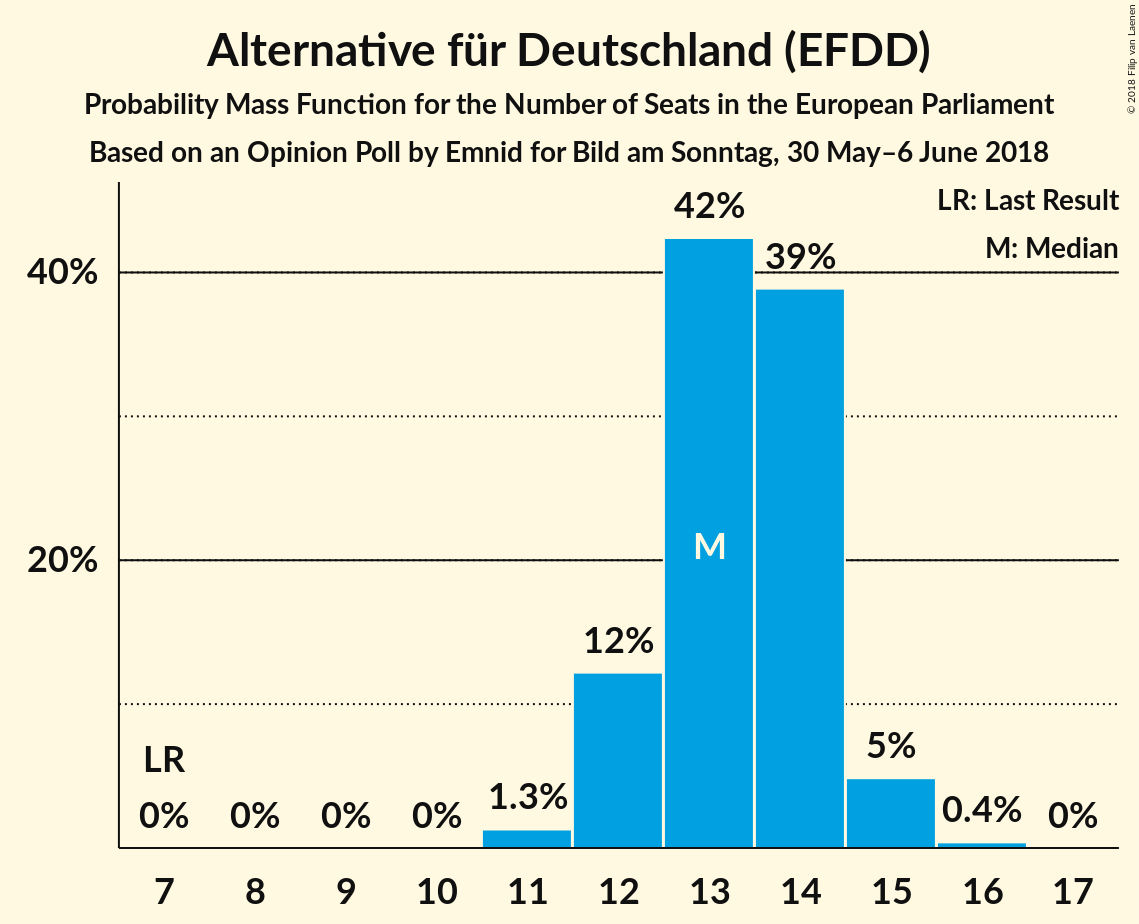 Alternative für Deutschland (EFDD)
Probability Mass Function for the Number of Seats in the European Parliament
Based on an Opinion Poll by Emnid for Bild am Sonntag, 30 May–6 June 2018
© 2018 Filip van Laenen
LR: Last Result
M: Median
40%
20%
LR
0%
0%
0%
0%
1.3%
12%
42%
M
39%
5%
0.4%
0%
7 8 9 10 11 12 13 14 15 16 17